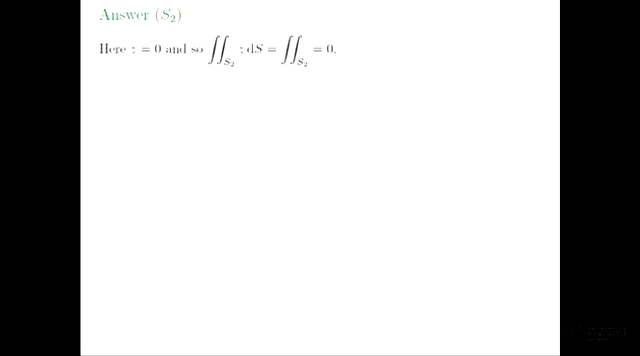 Answer (S₂)
Here z = 0 and so ∬_{S₂} z dS = ∬_{S₂} = 0.